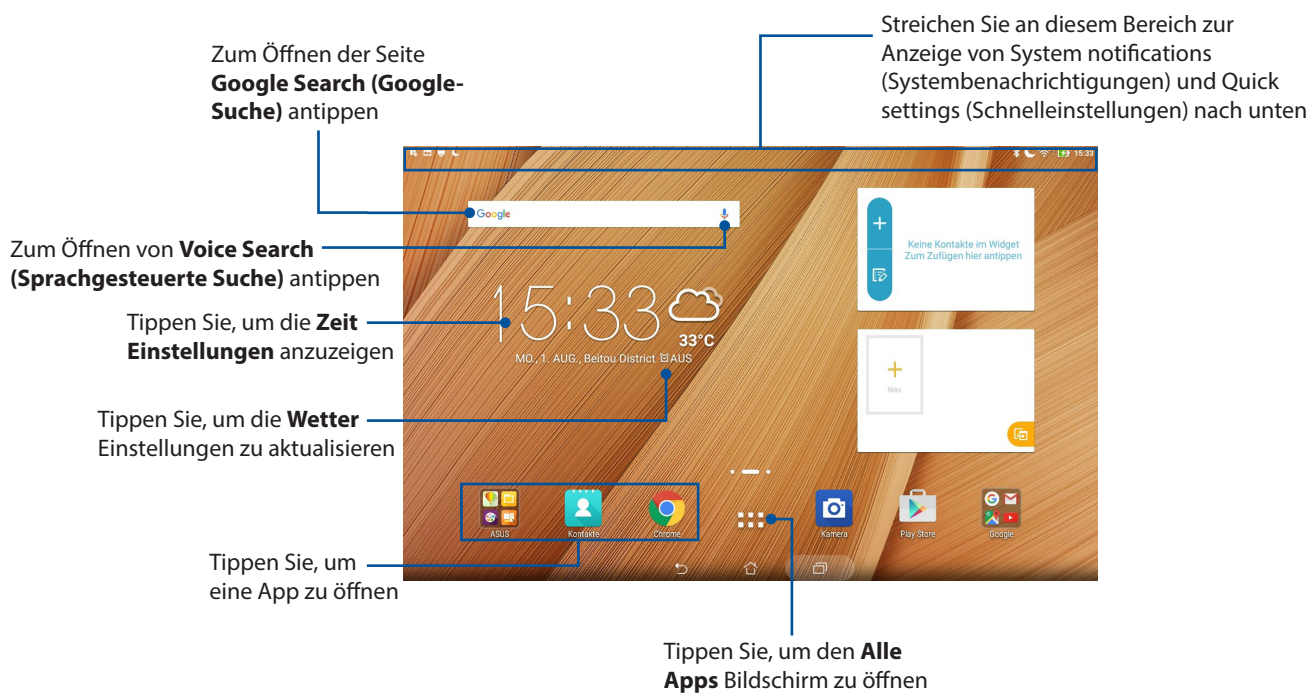 Streichen Sie an diesem Bereich zur
Anzeige von System notifications
(Systembenachrichtigungen) und Quick
settings (Schnelleinstellungen) nach unten
Zum Öffnen der Seite
Google Search (Google-
Suche) antippen
15:33
Google
Zum Öffnen von Voice Search
(Sprachgesteuerte Suche) antippen
Keine Kontakte im Widget
Zum Zufügen hier antippen
Tippen Sie, um die Zeit
Einstellungen anzuzeigen
15:33
33°C
MO., 1. AUG., Beitou District AUS
Neu
Tippen Sie, um die Wetter
Einstellungen zu aktualisieren
ASUS
Kontakte
Chrome
Kamera
Play Store
Google
Tippen Sie, um
eine App zu öffnen
Tippen Sie, um den Alle
Apps Bildschirm zu öffnen